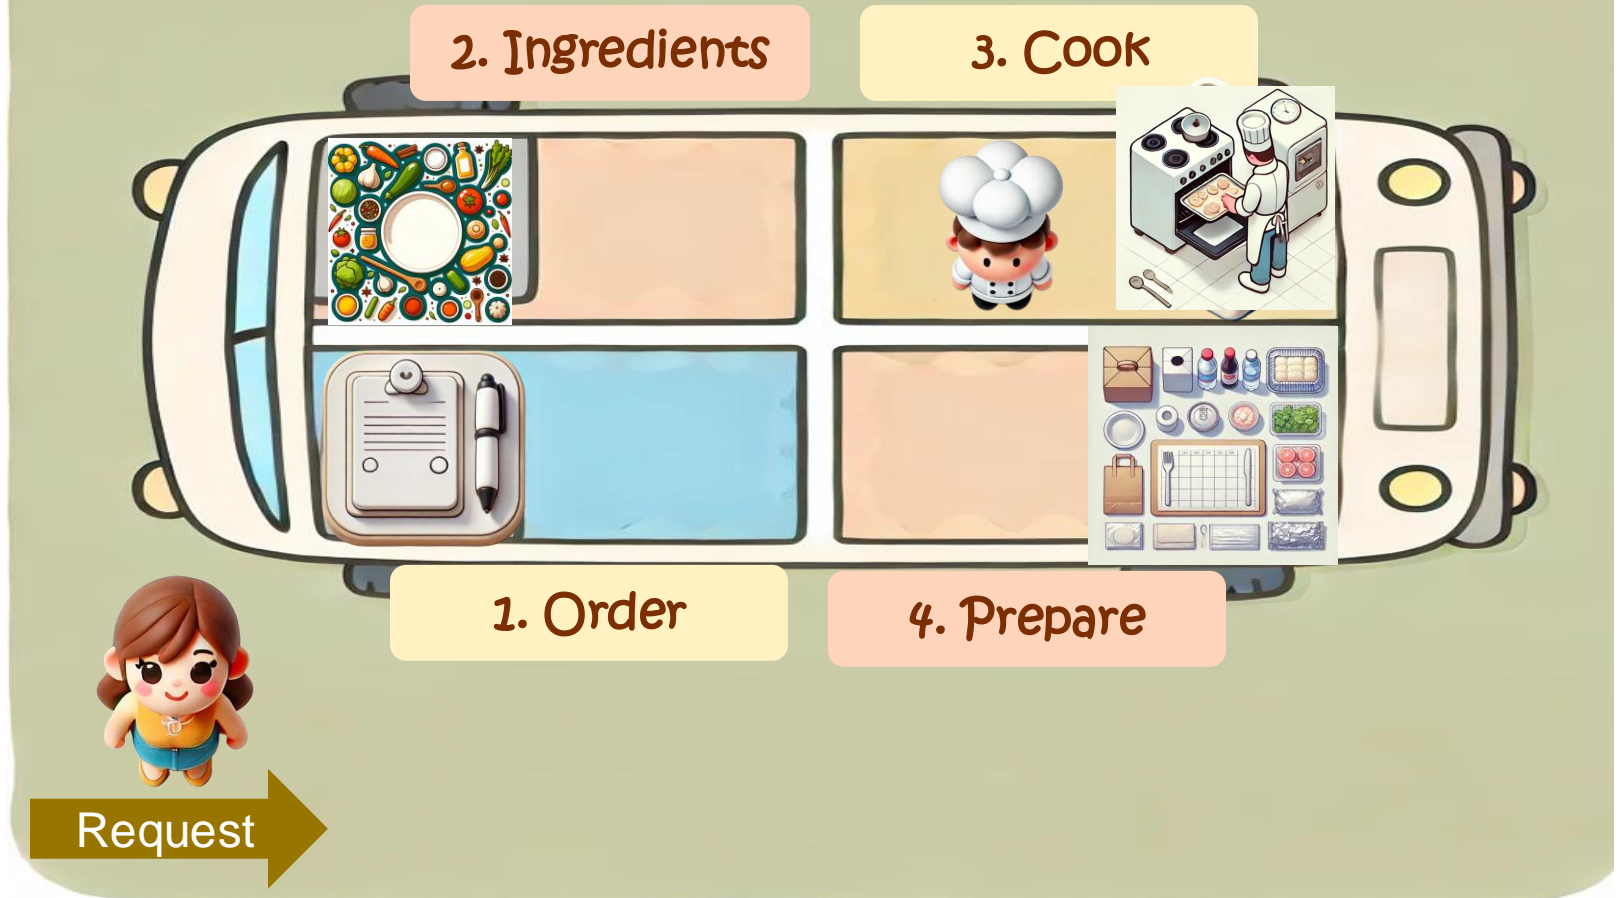 2. Ingredients
3. Cook
1. Order
4. Prepare
Request